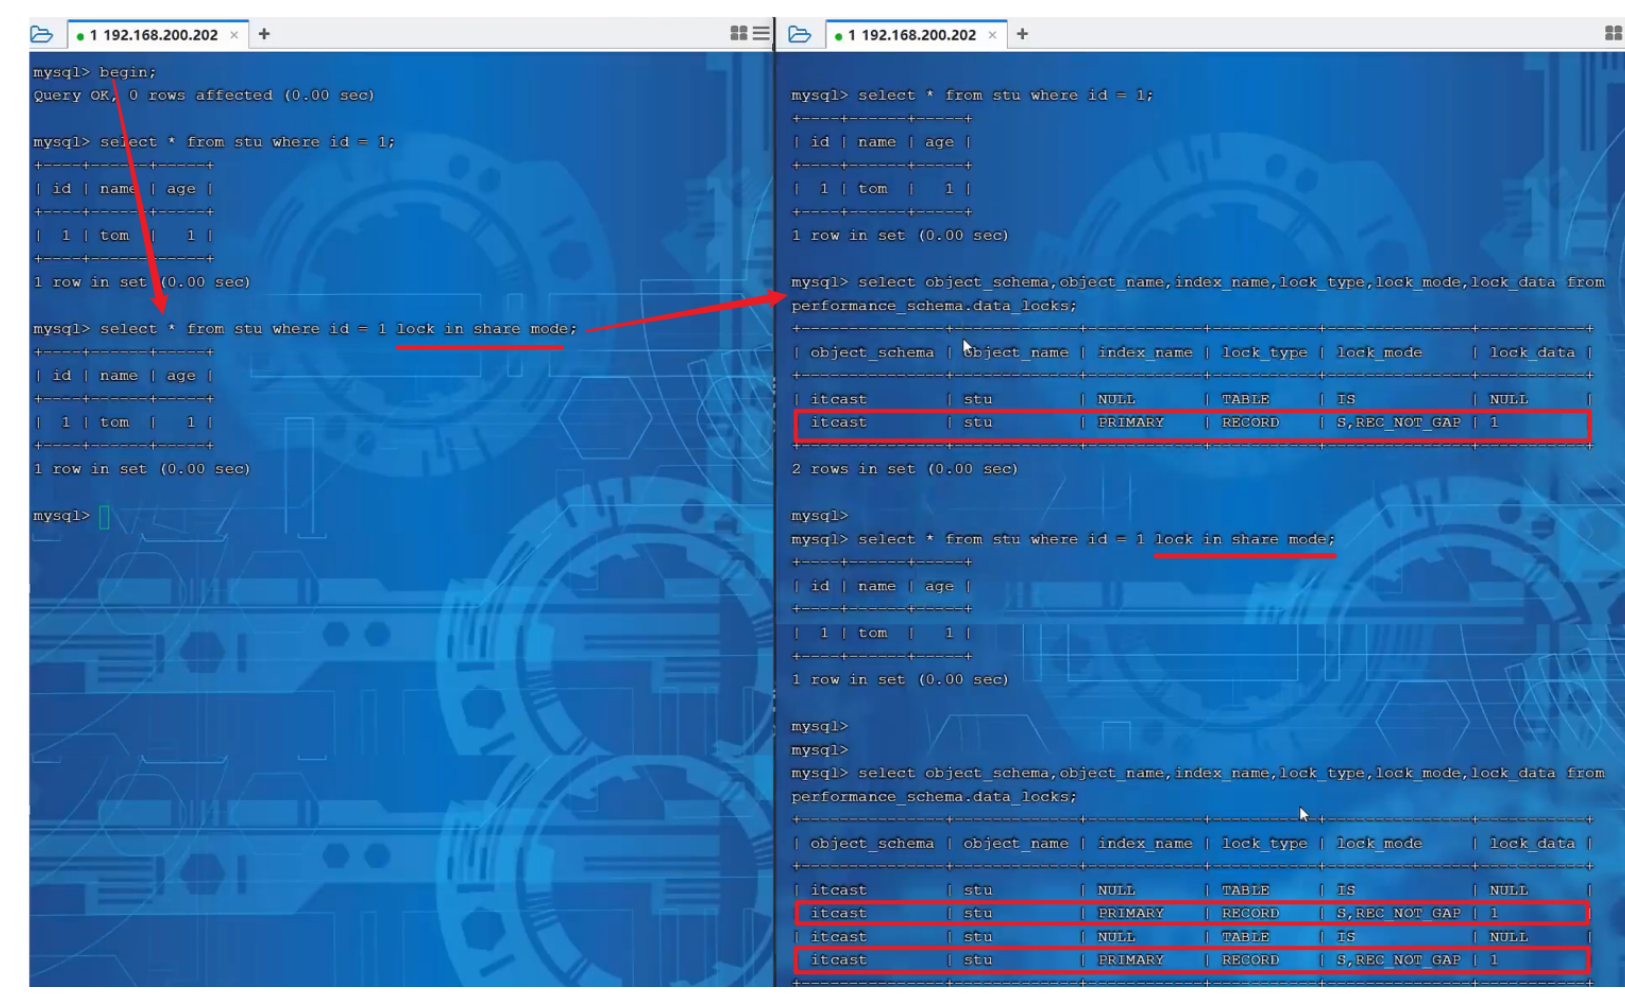 1 192.168.200.202 × +
mysql> begin;
Query OK, 0 rows affected (0.00 sec)
mysql> select * from stu where id = 1;
+----+------+-----+
| id | name | age |
+----+------+-----+
| 1 | tom | 1 |
+----+------+-----+
1 row in set (0.00 sec)
mysql> select * from stu where id = 1 lock in share mode;
+----+------+-----+
| id | name | age |
+----+------+-----+
| 1 | tom | 1 |
+----+------+-----+
1 row in set (0.00 sec)
mysql>
1 192.168.200.202 × +
mysql> select * from stu where id = 1;
+----+------+-----+
| id | name | age |
+----+------+-----+
| 1 | tom | 1 |
+----+------+-----+
1 row in set (0.00 sec)
mysql> select object_schema,object_name,index_name,lock_type,lock_mode,lock_data from
performance_schema.data_locks;
+---------------+-------------+------------+-----------+---------------+-----------+
| object_schema | object_name | index_name | lock_type | lock_mode | lock_data |
+---------------+-------------+------------+-----------+---------------+-----------+
| itcast | stu | NULL | TABLE | IS | NULL |
| itcast | stu | PRIMARY | RECORD | S,REC_NOT_GAP | 1 |
+---------------+-------------+------------+-----------+---------------+-----------+
2 rows in set (0.00 sec)
mysql>
mysql> select * from stu where id = 1 lock in share mode;
+----+------+-----+
| id | name | age |
+----+------+-----+
| 1 | tom | 1 |
+----+------+-----+
1 row in set (0.00 sec)
mysql>
mysql>
mysql> select object_schema,object_name,index_name,lock_type,lock_mode,lock_data from
performance_schema.data_locks;
+---------------+-------------+------------+-----------+---------------+-----------+
| object_schema | object_name | index_name | lock_type | lock_mode | lock_data |
+---------------+-------------+------------+-----------+---------------+-----------+
| itcast | stu | NULL | TABLE | IS | NULL |
| itcast | stu | PRIMARY | RECORD | S,REC_NOT_GAP | 1 |
| itcast | stu | NULL | TABLE | IS | NULL |
| itcast | stu | PRIMARY | RECORD | S,REC_NOT_GAP | 1 |
+---------------+-------------+------------+-----------+---------------+-----------+